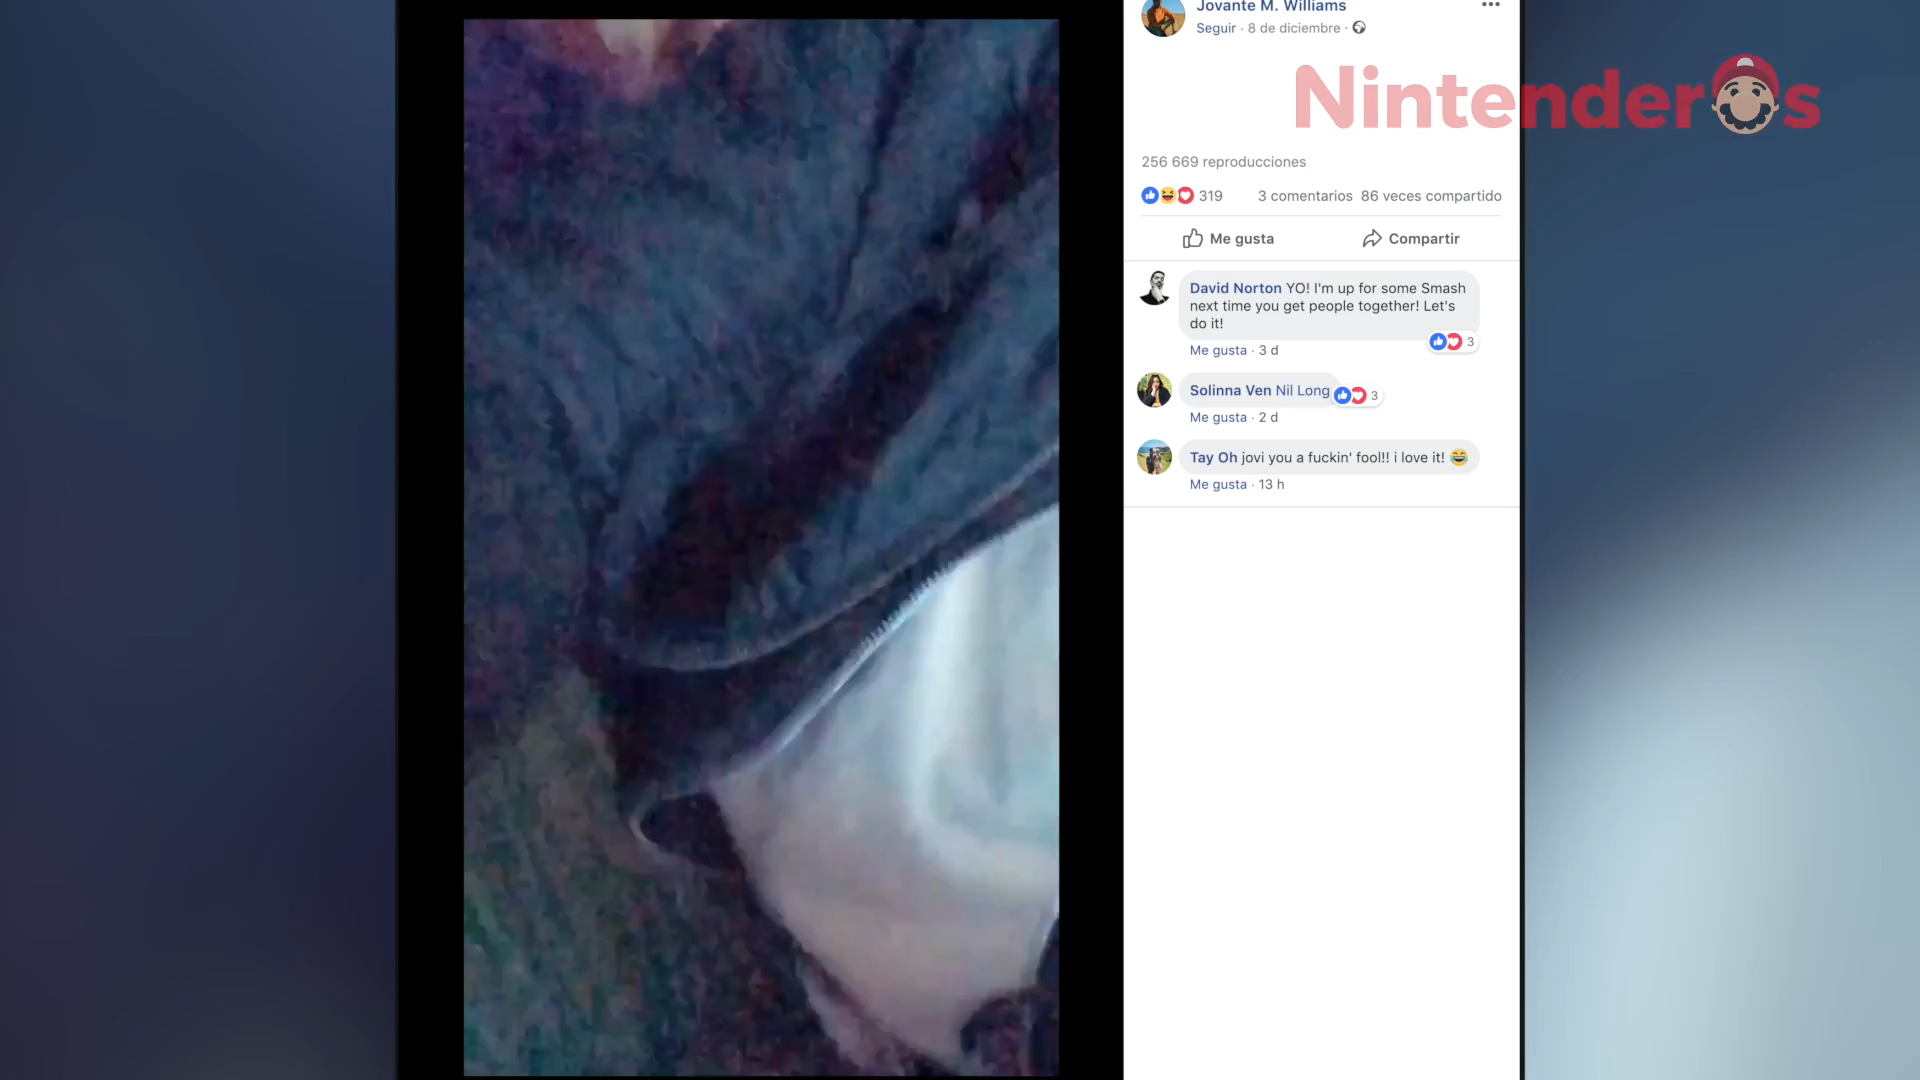 Jovante M. Williams
Seguir · 8 de diciembre ·
Nintenderos
256 669 reproducciones
319 3 comentarios 86 veces compartido
Me gusta Compartir
David Norton YO! I'm up for some Smash
next time you get people together! Let's
do it!
3
Me gusta · 3 d
Solinna Ven Nil Long
3
Me gusta · 2 d
Tay Oh jovi you a fuckin' fool!! i love it! 😂
Me gusta · 13 h